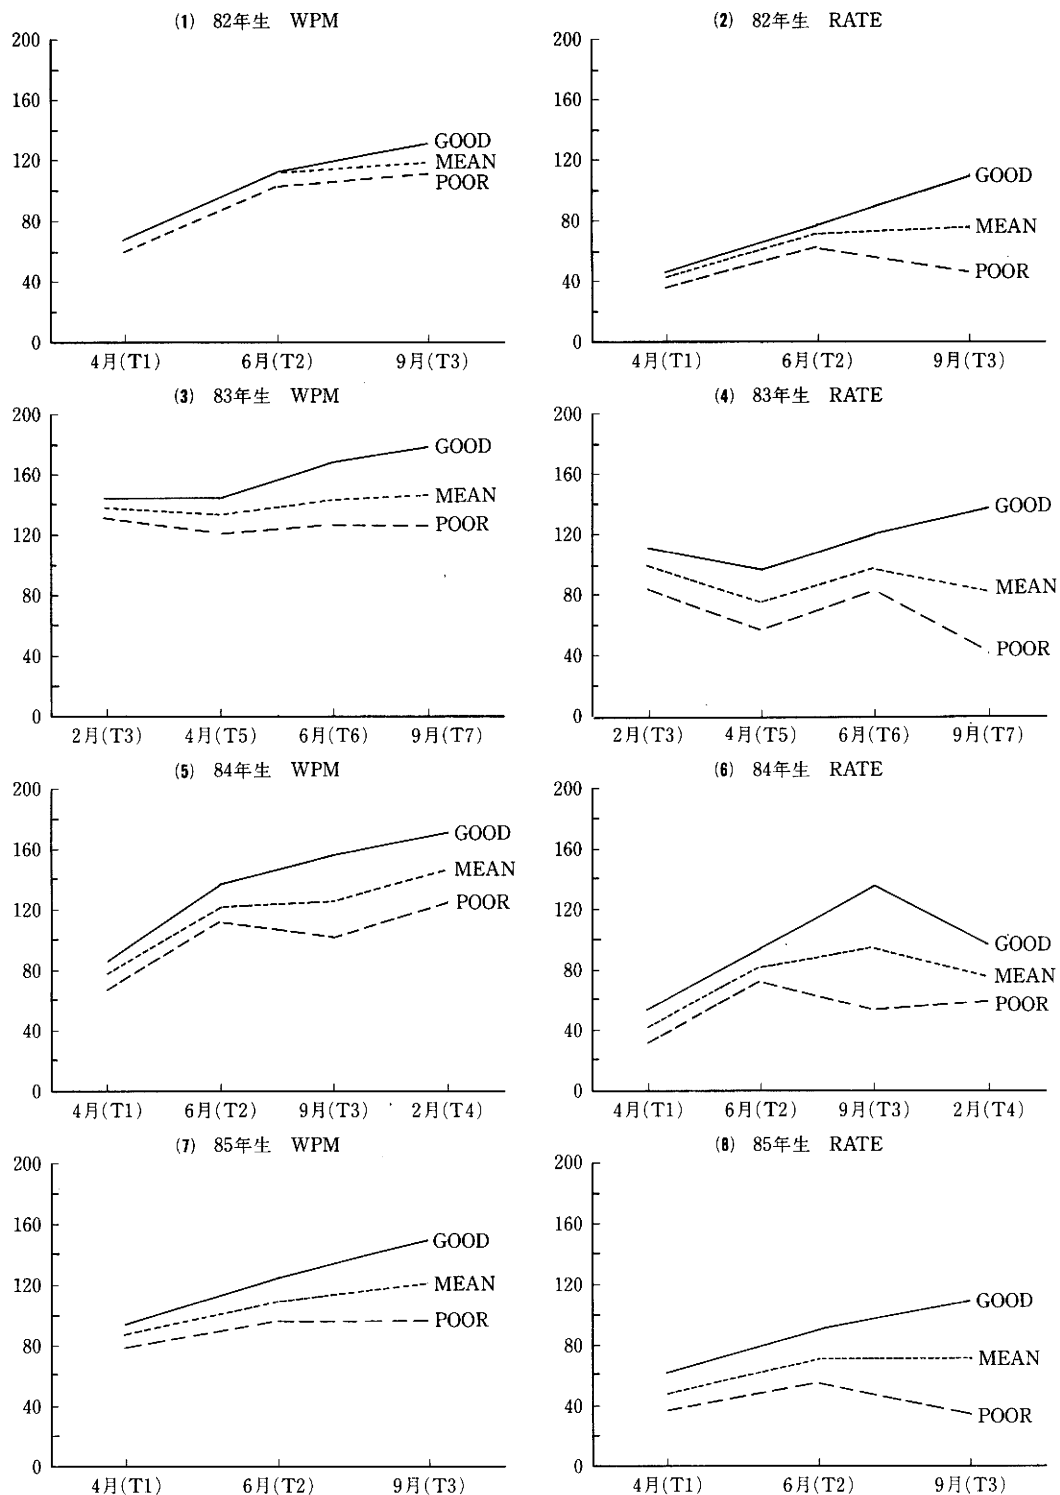 (1) 82年生 WPM
200
160
120
80
40
0
GOOD
MEAN
POOR
4月(T1) 6月(T2) 9月(T3)
(2) 82年生 RATE
200
160
120
80
40
0
GOOD
MEAN
POOR
4月(T1) 6月(T2) 9月(T3)
(3) 83年生 WPM
200
160
120
80
40
0
GOOD
MEAN
POOR
2月(T3) 4月(T5) 6月(T6) 9月(T7)
(4) 83年生 RATE
200
160
120
80
40
0
GOOD
MEAN
POOR
2月(T3) 4月(T5) 6月(T6) 9月(T7)
(5) 84年生 WPM
200
160
120
80
40
0
GOOD
MEAN
POOR
4月(T1) 6月(T2) 9月(T3) 2月(T4)
(6) 84年生 RATE
200
160
120
80
40
0
GOOD
MEAN
POOR
4月(T1) 6月(T2) 9月(T3) 2月(T4)
(7) 85年生 WPM
200
160
120
80
40
0
GOOD
MEAN
POOR
4月(T1) 6月(T2) 9月(T3)
(8) 85年生 RATE
200
160
120
80
40
0
GOOD
MEAN
POOR
4月(T1) 6月(T2) 9月(T3)